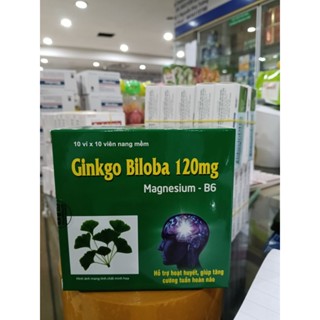 10 vỉ x 10 viên nang mềm
Ginkgo Biloba 120mg
Magnesium - B6
Hỗ trợ hoạt huyết, giúp tăng
cường tuần hoàn não